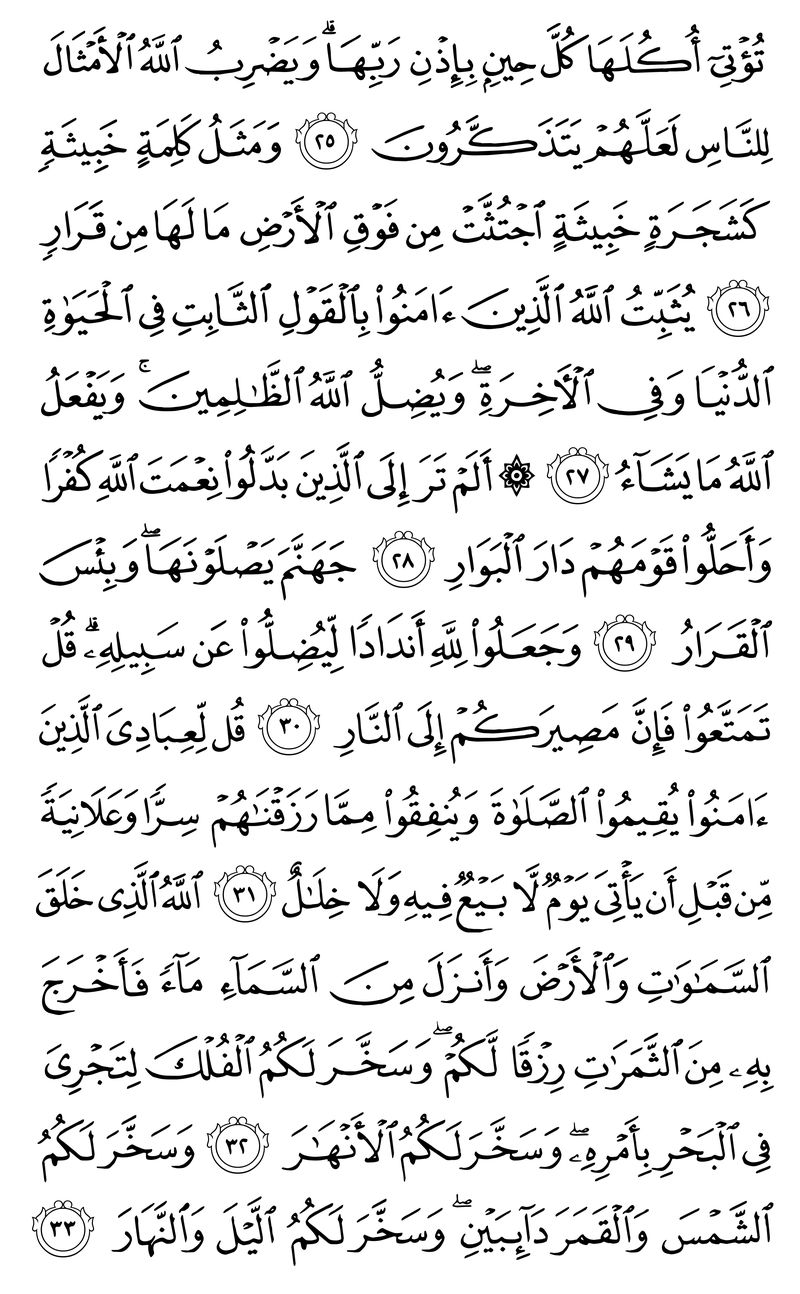 تُؤْتِيٓ أُكُلَهَا كُلَّ حِينِۭ بِإِذْنِ رَبِّهَاۗ وَيَضْرِبُ ٱللَّهُ ٱلْأَمْثَالَ
لِلنَّاسِ لَعَلَّهُمْ يَتَذَكَّرُونَ ٢٥ وَمَثَلُ كَلِمَةٍ خَبِيثَةٖ
كَشَجَرَةٍ خَبِيثَةٍ ٱجْتُثَّتْ مِن فَوْقِ ٱلْأَرْضِ مَا لَهَا مِن قَرَارٖ
٢٦ يُثَبِّتُ ٱللَّهُ ٱلَّذِينَ ءَامَنُوا۟ بِٱلْقَوْلِ ٱلثَّابِتِ فِي ٱلْحَيَوٰةِ
ٱلدُّنْيَا وَفِي ٱلْـَٔاخِرَةِۖ وَيُضِلُّ ٱللَّهُ ٱلظَّـٰلِمِينَۚ وَيَفْعَلُ
ٱللَّهُ مَا يَشَآءُ ٢٧ ۞ أَلَمْ تَرَ إِلَى ٱلَّذِينَ بَدَّلُوا۟ نِعْمَتَ ٱللَّهِ كُفْرٗا
وَأَحَلُّوا۟ قَوْمَهُمْ دَارَ ٱلْبَوَارِ ٢٨ جَهَنَّمَ يَصْلَوْنَهَاۖ وَبِئْسَ
ٱلْقَرَارُ ٢٩ وَجَعَلُوا۟ لِلَّهِ أَندَادٗا لِّيُضِلُّوا۟ عَن سَبِيلِهِۦۗ قُلْ
تَمَتَّعُوا۟ فَإِنَّ مَصِيرَكُمْ إِلَى ٱلنَّارِ ٣٠ قُل لِّعِبَادِىَ ٱلَّذِينَ
ءَامَنُوا۟ يُقِيمُوا۟ ٱلصَّلَوٰةَ وَيُنفِقُوا۟ مِمَّا رَزَقْنَـٰهُمْ سِرّٗا وَعَلَانِيَةٗ
مِّن قَبْلِ أَن يَأْتِىَ يَوْمٞ لَّا بَيْعٞ فِيهِ وَلَا خِلَـٰلٌ ٣١ ٱللَّهُ ٱلَّذِى خَلَقَ
ٱلسَّمَـٰوَٰتِ وَٱلْأَرْضَ وَأَنزَلَ مِنَ ٱلسَّمَآءِ مَآءٗ فَأَخْرَجَ
بِهِۦ مِنَ ٱلثَّمَرَٰتِ رِزْقٗا لَّكُمْۖ وَسَخَّرَ لَكُمُ ٱلْفُلْكَ لِتَجْرِىَ
فِى ٱلْبَحْرِ بِأَمْرِهِۦۖ وَسَخَّرَ لَكُمُ ٱلْأَنْهَـٰرَ ٣٢ وَسَخَّرَ لَكُمُ
ٱلشَّمْسَ وَٱلْقَمَرَ دَآئِبَيْنِۖ وَسَخَّرَ لَكُمُ ٱلَّيْلَ وَٱلنَّهَارَ ٣٣